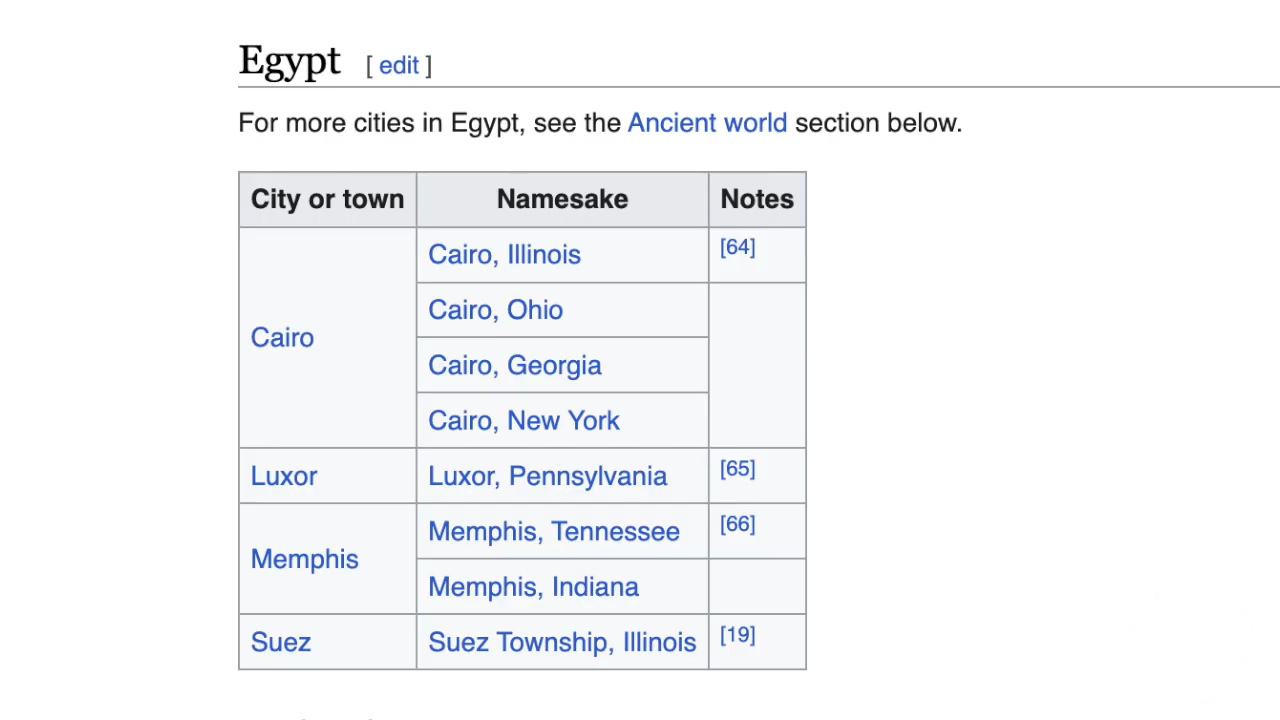 Egypt [ edit ]
For more cities in Egypt, see the Ancient world section below.
City or town Namesake Notes
Cairo, Illinois [64]
Cairo, Ohio
Cairo
Cairo, Georgia
Cairo, New York
Luxor Luxor, Pennsylvania [65]
Memphis, Tennessee [66]
Memphis
Memphis, Indiana
Suez Suez Township, Illinois [19]